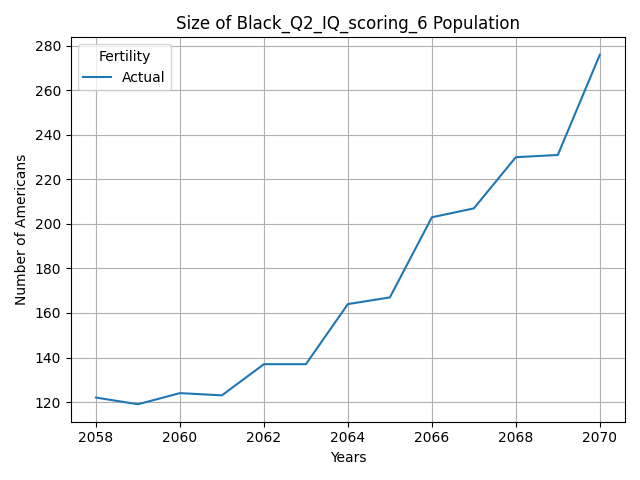 Size of Black_Q2_IQ_scoring_6 Population
Fertility
Actual
Number of Americans
280
260
240
220
200
180
160
140
120
2058 2060 2062 2064 2066 2068 2070
Years